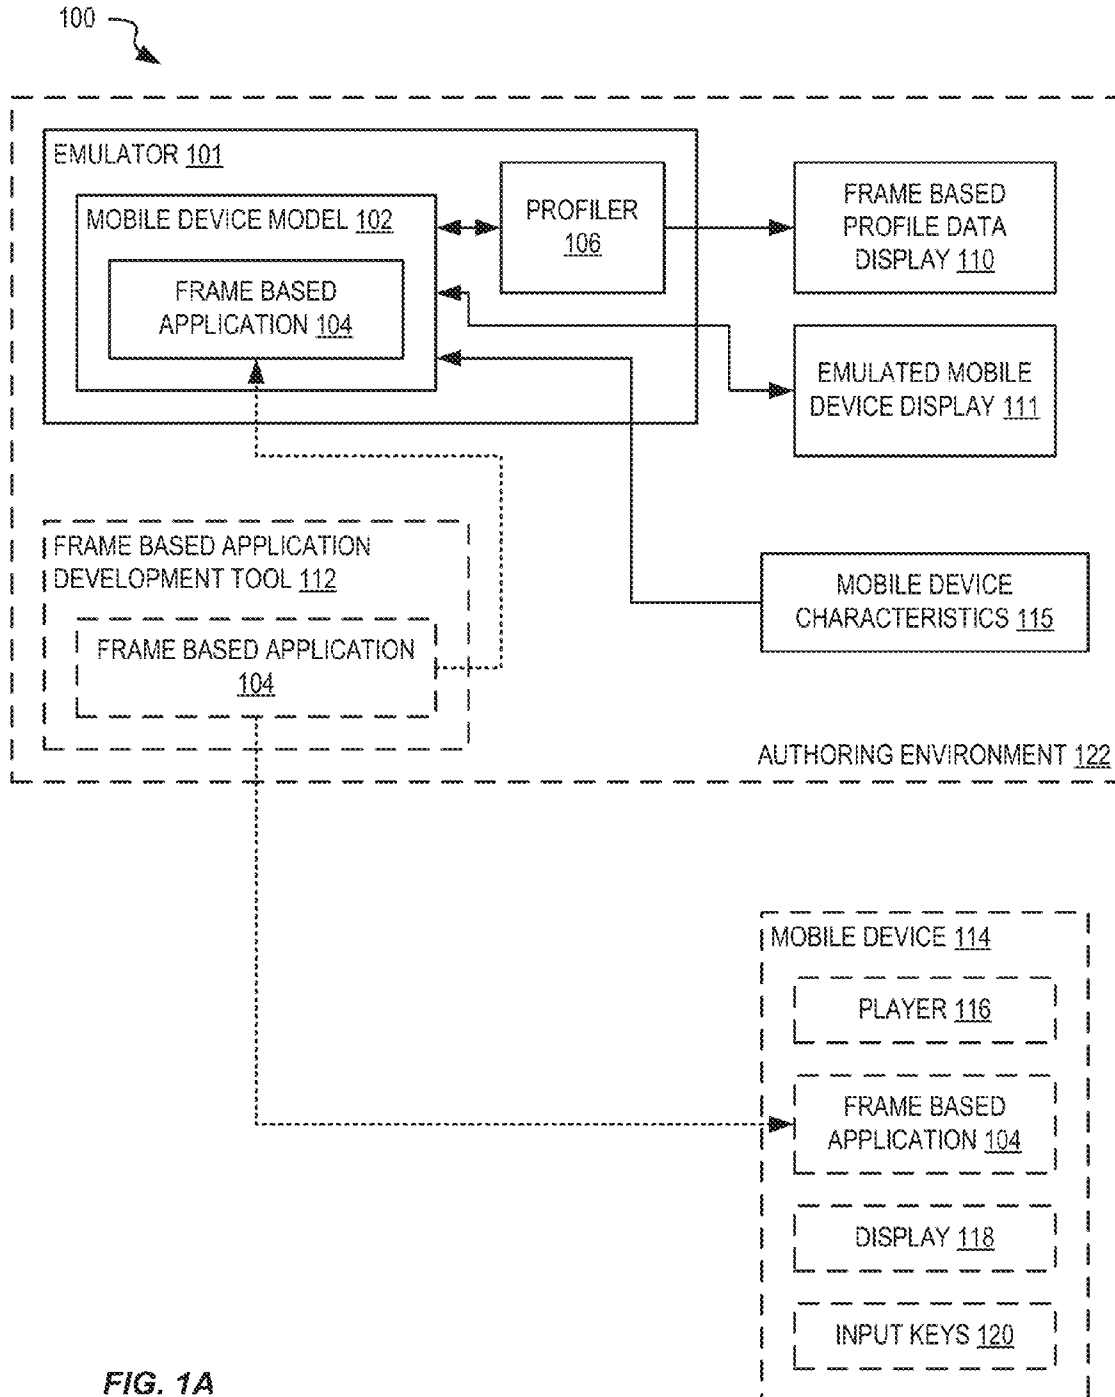 100
EMULATOR 101
MOBILE DEVICE MODEL 102
FRAME BASED
APPLICATION 104
PROFILER
106
FRAME BASED
PROFILE DATA
DISPLAY 110
EMULATED MOBILE
DEVICE DISPLAY 111
FRAME BASED APPLICATION
DEVELOPMENT TOOL 112
FRAME BASED APPLICATION
104
MOBILE DEVICE
CHARACTERISTICS 115
AUTHORING ENVIRONMENT 122
MOBILE DEVICE 114
PLAYER 116
FRAME BASED
APPLICATION 104
DISPLAY 118
INPUT KEYS 120
FIG. 1A